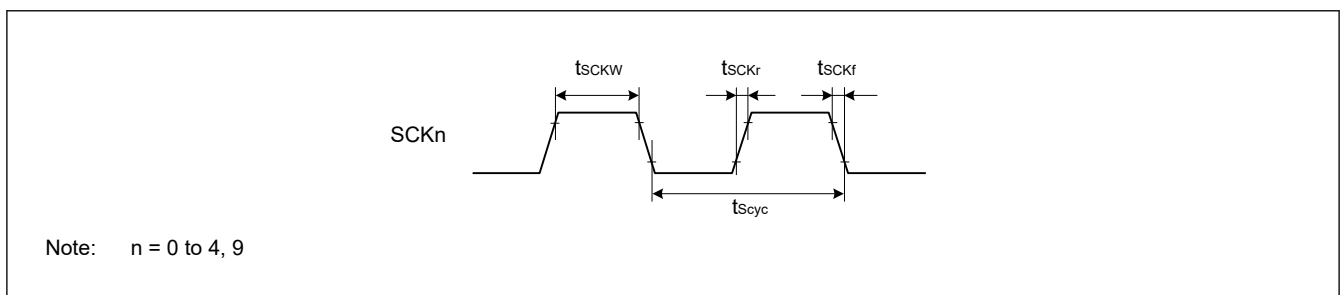 tSCKW tSCKr tSCKf
SCKn
tScyc
Note: n = 0 to 4, 9